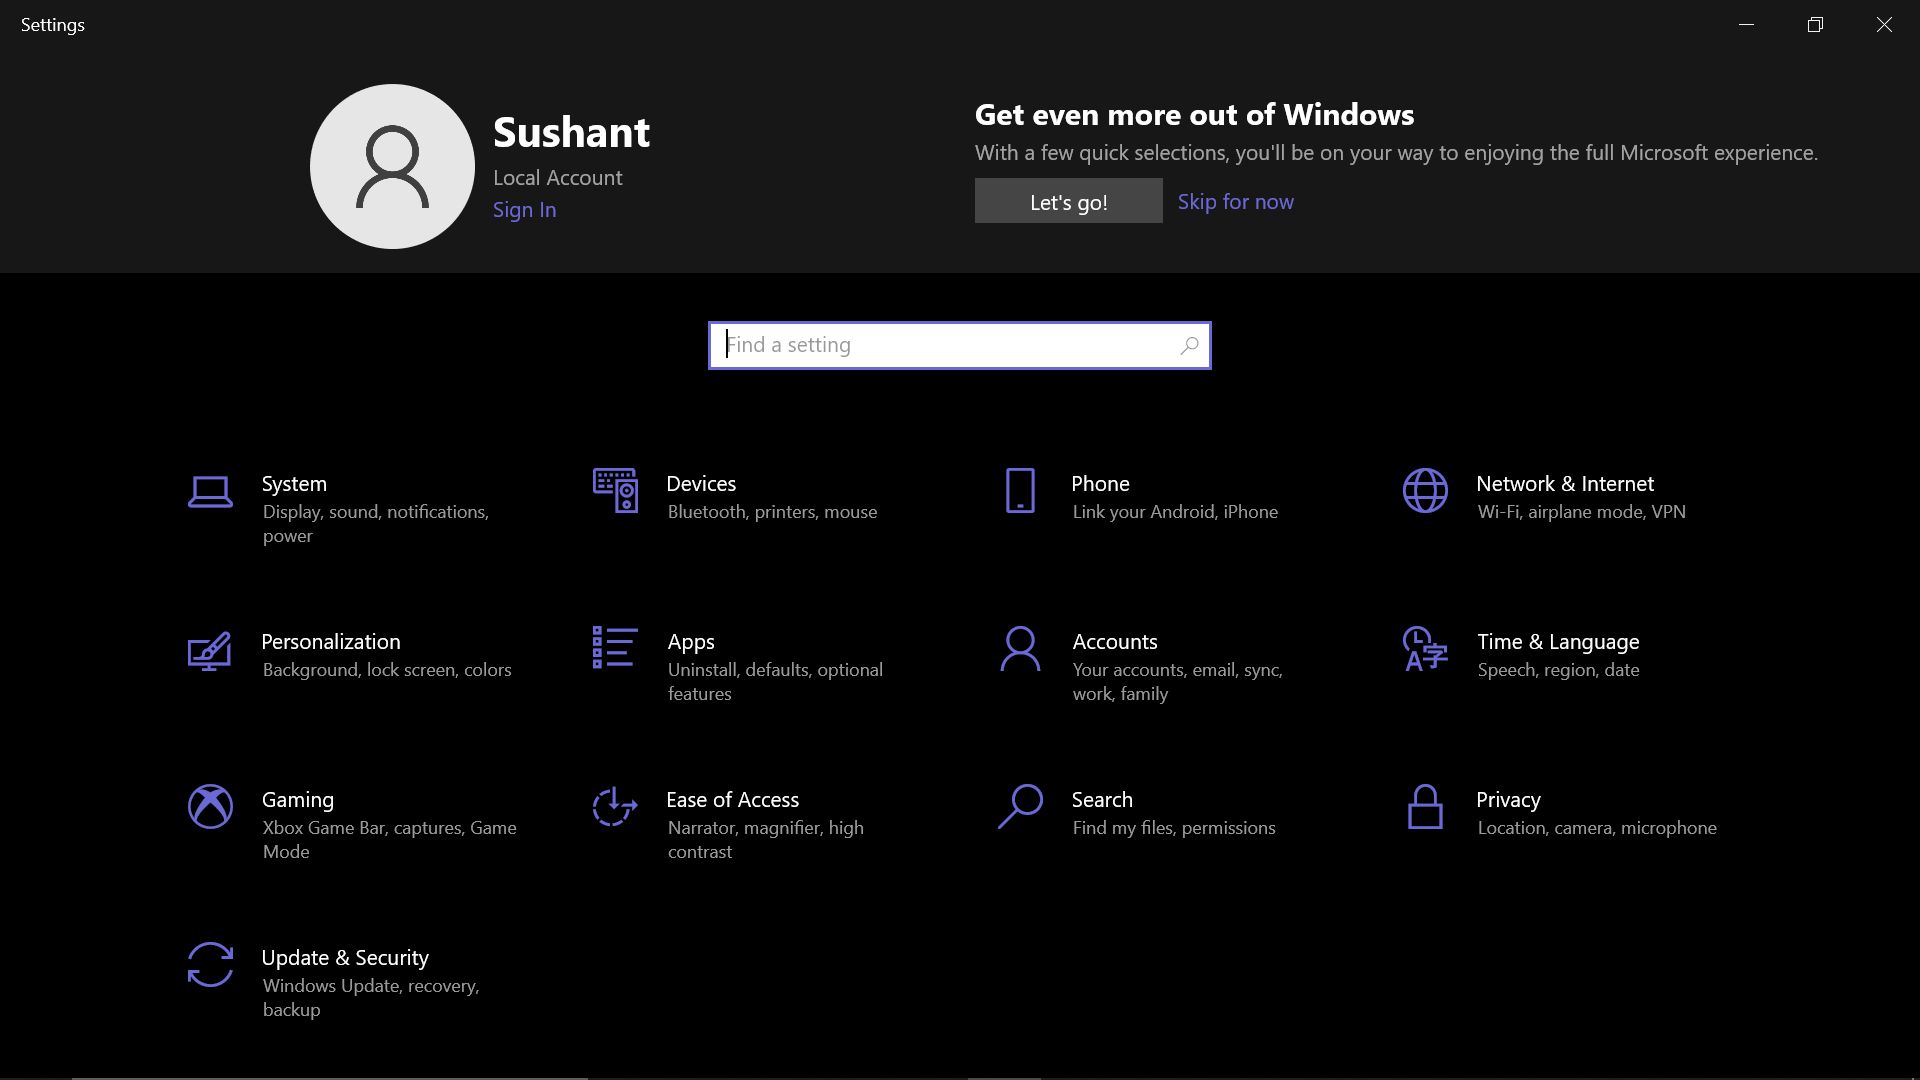 Settings
Sushant
Local Account
Sign In
Get even more out of Windows
With a few quick selections, you'll be on your way to enjoying the full Microsoft experience.
Let's go!
Skip for now
Find a setting
System
Display, sound, notifications,
power
Devices
Bluetooth, printers, mouse
Phone
Link your Android, iPhone
Network & Internet
Wi-Fi, airplane mode, VPN
Personalization
Background, lock screen, colors
Apps
Uninstall, defaults, optional
features
Accounts
Your accounts, email, sync,
work, family
Time & Language
Speech, region, date
Gaming
Xbox Game Bar, captures, Game
Mode
Ease of Access
Narrator, magnifier, high
contrast
Search
Find my files, permissions
Privacy
Location, camera, microphone
Update & Security
Windows Update, recovery,
backup